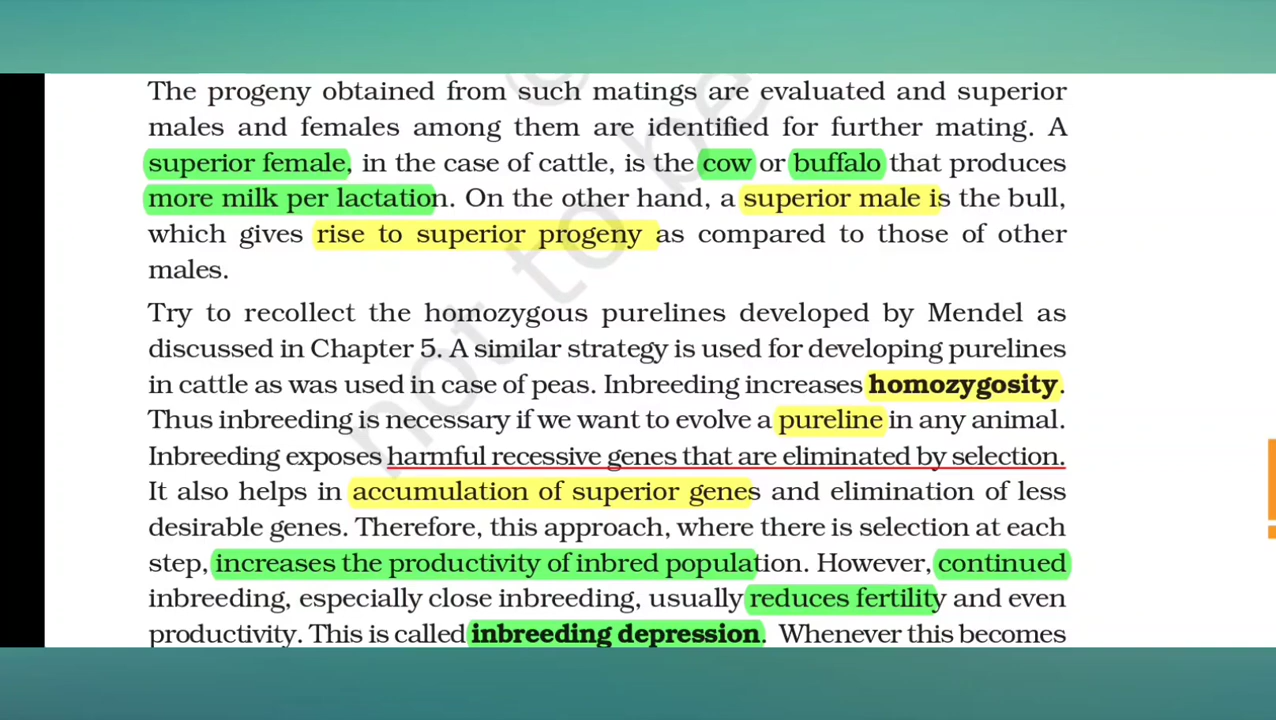 The progeny obtained from such matings are evaluated and superior
males and females among them are identified for further mating. A
superior female, in the case of cattle, is the cow or buffalo that produces
more milk per lactation. On the other hand, a superior male is the bull,
which gives rise to superior progeny as compared to those of other
males.
Try to recollect the homozygous purelines developed by Mendel as
discussed in Chapter 5. A similar strategy is used for developing purelines
in cattle as was used in case of peas. Inbreeding increases homozygosity.
Thus inbreeding is necessary if we want to evolve a pureline in any animal.
Inbreeding exposes harmful recessive genes that are eliminated by selection.
It also helps in accumulation of superior genes and elimination of less
desirable genes. Therefore, this approach, where there is selection at each
step, increases the productivity of inbred population. However, continued
inbreeding, especially close inbreeding, usually reduces fertility and even
productivity. This is called inbreeding depression. Whenever this becomes
not to be